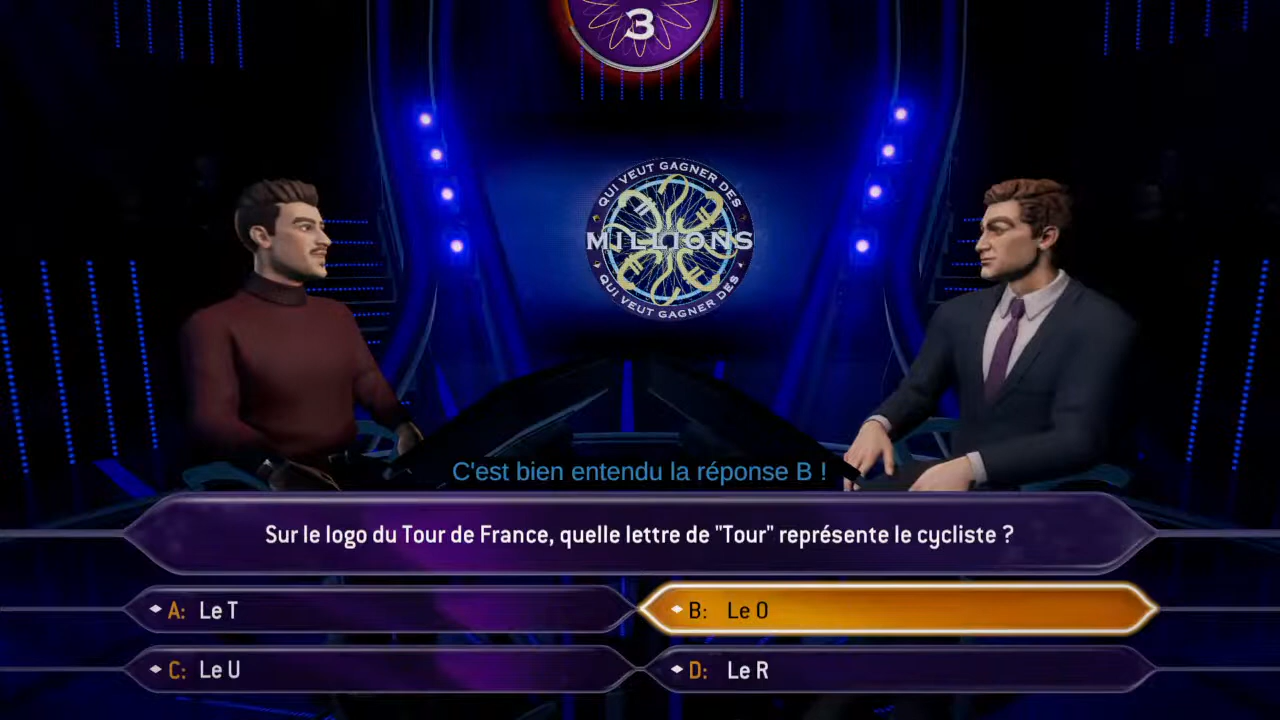 3
QUI VEUT GAGNER DES
MILLIONS
QUI VEUT GAGNER DES
C'est bien entendu la réponse B !
Sur le logo du Tour de France, quelle lettre de "Tour" représente le cycliste ?
A: Le T
B: Le O
C: Le U
D: Le R